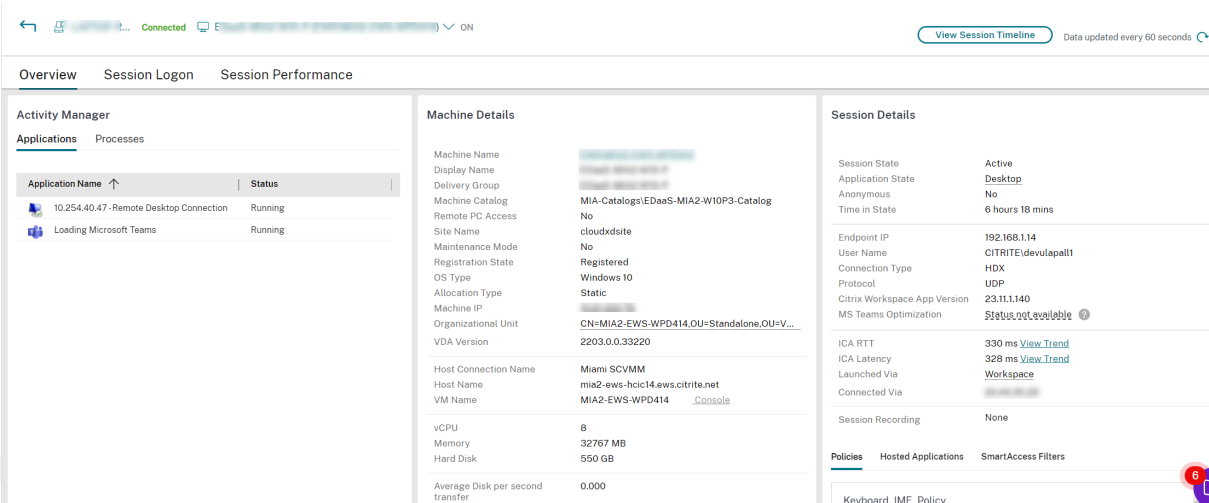 ... Connected ON
View Session Timeline Data updated every 60 seconds
Overview Session Logon Session Performance
Activity Manager
Applications Processes
Application Name Status
10.254.40.47 - Remote Desktop Connection Running
Loading Microsoft Teams Running
Machine Details
Machine Name
Display Name
Delivery Group
Machine Catalog MIA-Catalogs\EDaaS-MIA2-W10P3-Catalog
Remote PC Access No
Site Name cloudxdsite
Maintenance Mode No
Registration State Registered
OS Type Windows 10
Allocation Type Static
Machine IP
Organizational Unit CN=MIA2-EWS-WPD414,OU=Standalone,OU=V...
VDA Version 2203.0.0.33220
Host Connection Name Miami SCVMM
Host Name mia2-ews-hcic14.ews.citrite.net
VM Name MIA2-EWS-WPD414 Console
vCPU 8
Memory 32767 MB
Hard Disk 550 GB
Average Disk per second 0.000
transfer
Session Details
Session State Active
Application State Desktop
Anonymous No
Time in State 6 hours 18 mins
Endpoint IP 192.168.1.14
User Name CITRITE\devulapall1
Connection Type HDX
Protocol UDP
Citrix Workspace App Version 23.11.1.140
MS Teams Optimization Status not available ?
ICA RTT 330 ms View Trend
ICA Latency 328 ms View Trend
Launched Via Workspace
Connected Via
Session Recording None
Policies Hosted Applications SmartAccess Filters
Keyboard_IME_Policy
6